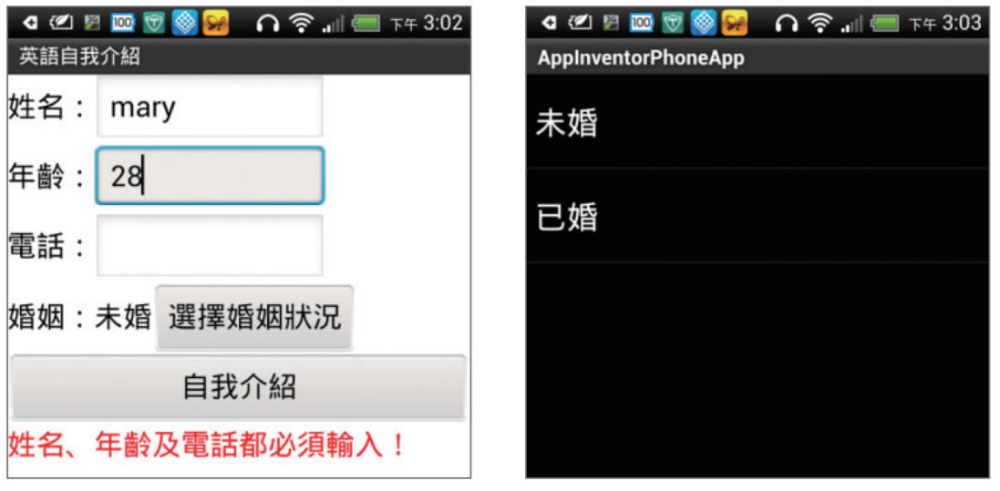 下午 3:02
英語自我介紹
姓名： mary
年齡： 28
電話：
婚姻：未婚 選擇婚姻狀況
自我介紹
姓名、年齡及電話都必須輸入！
100 下午 3:03
AppInventorPhoneApp
未婚
已婚